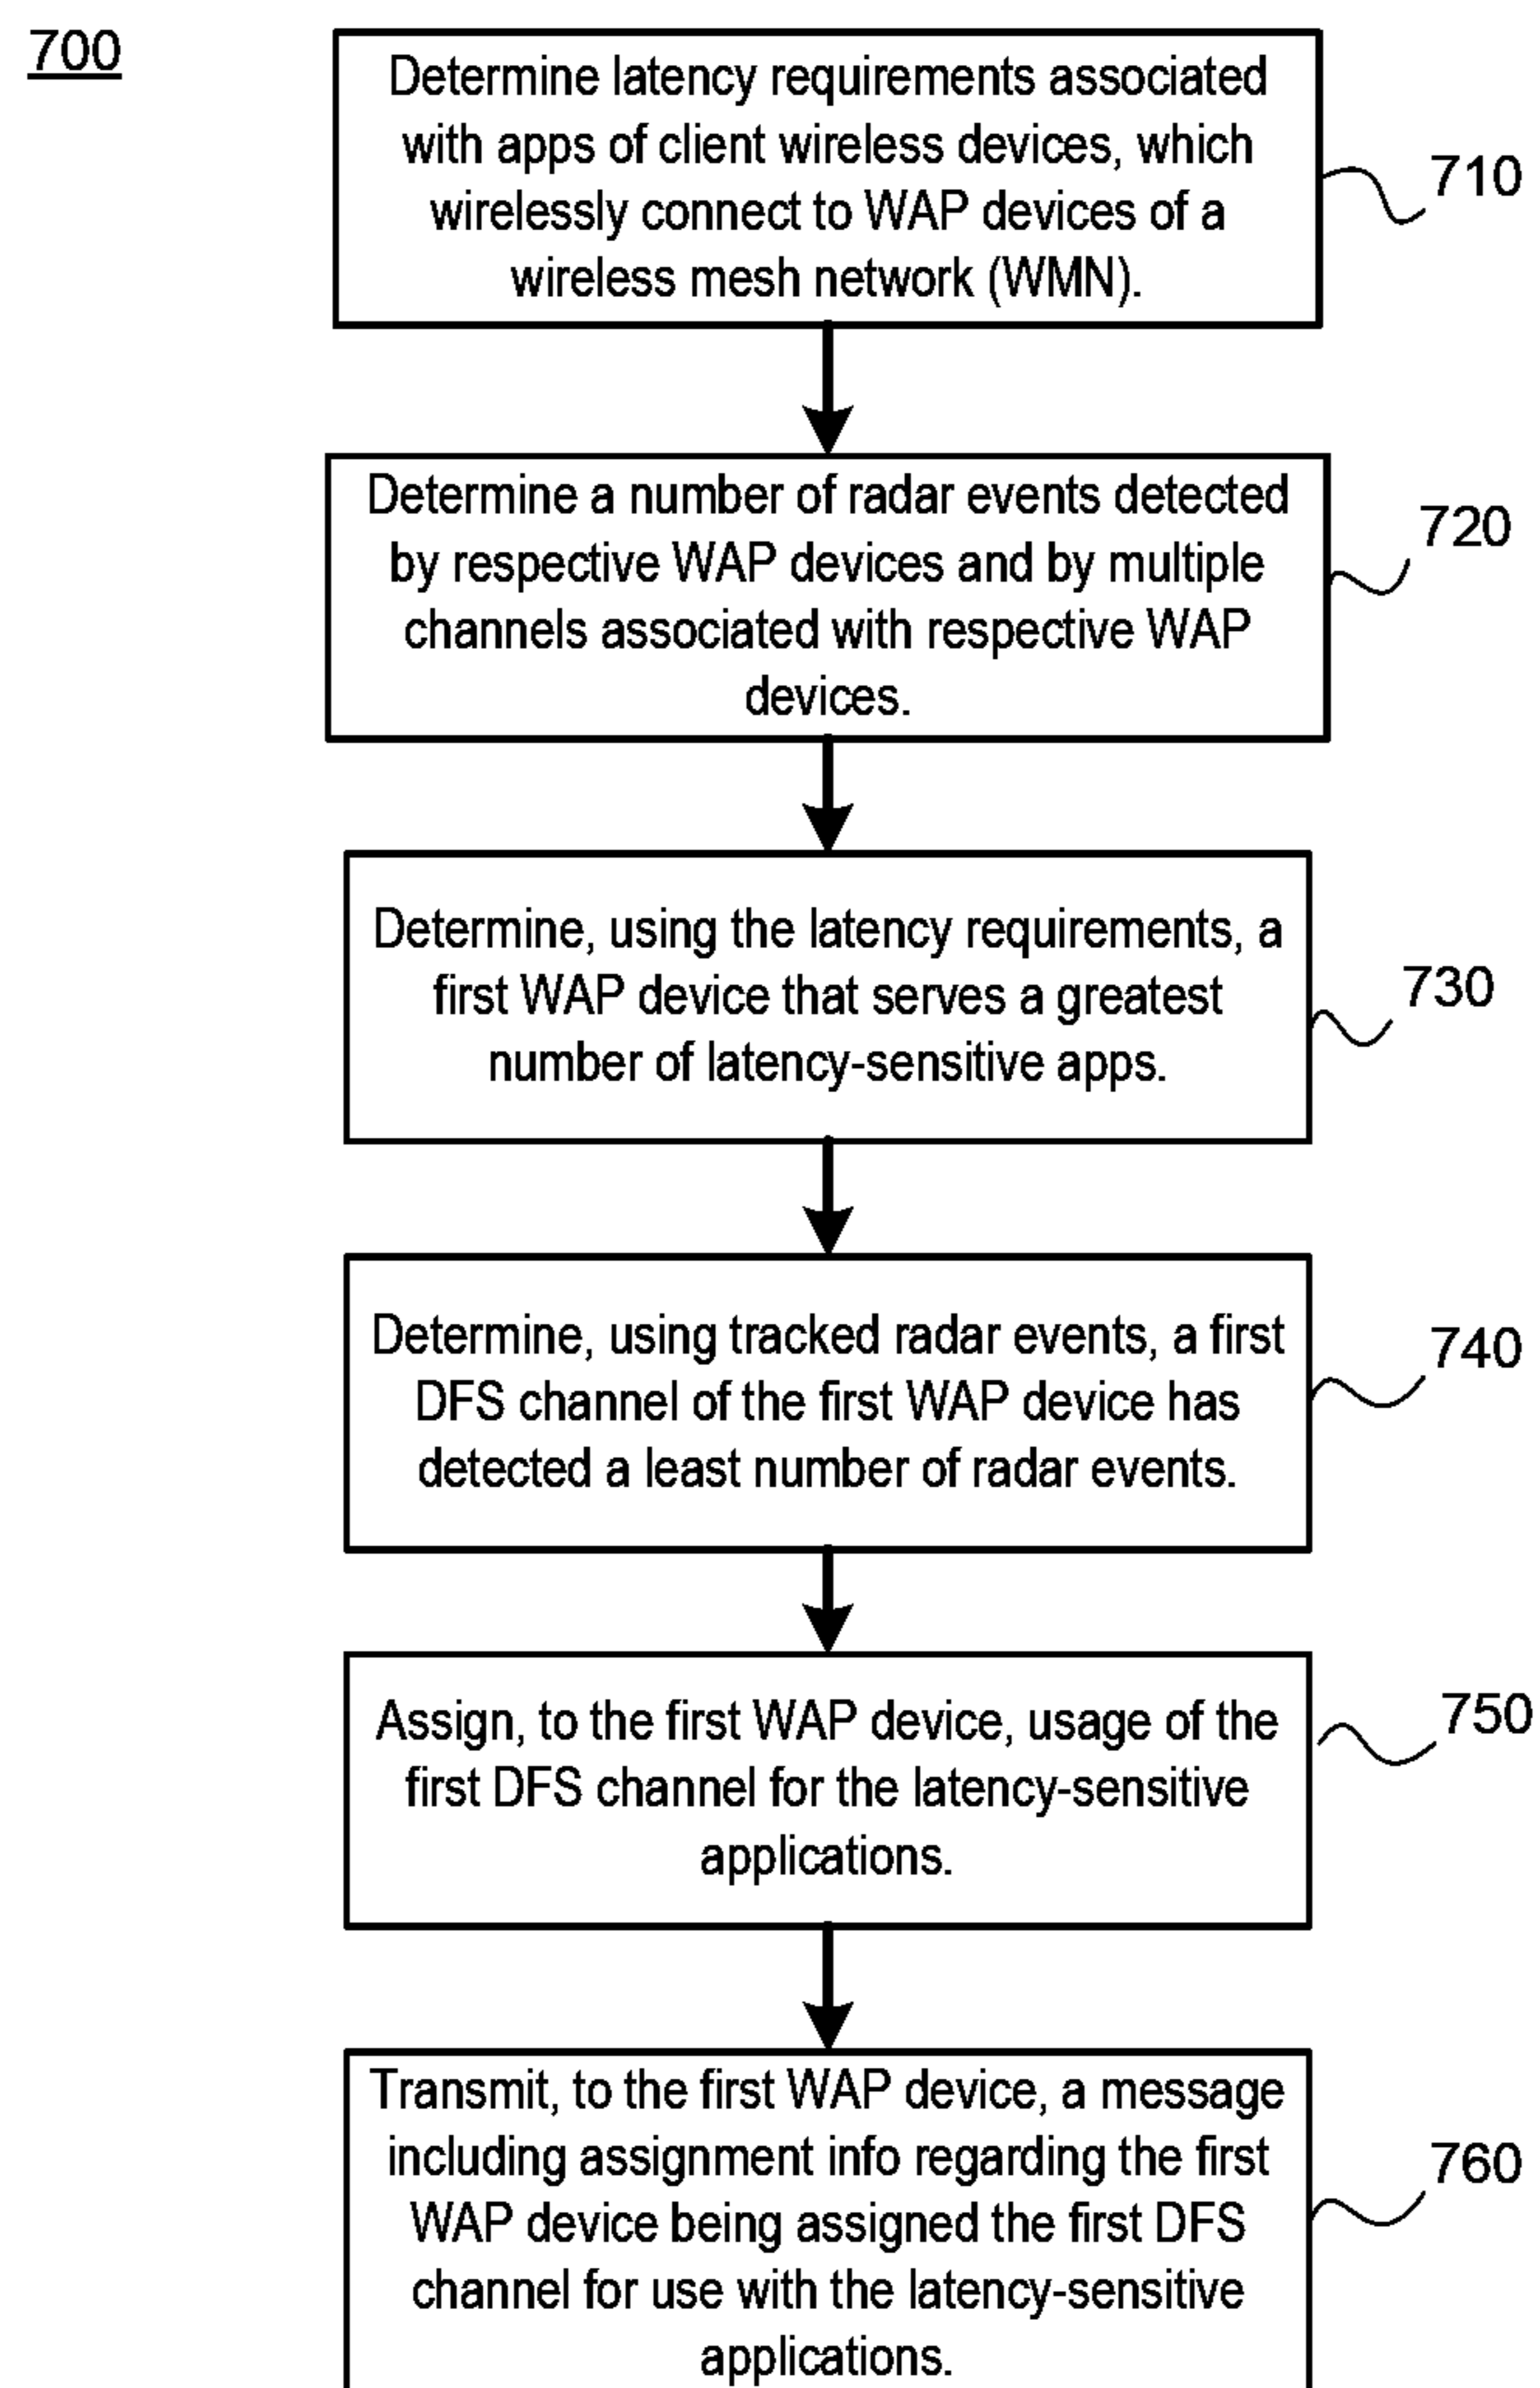 700
Determine latency requirements associated
with apps of client wireless devices, which
wirelessly connect to WAP devices of a
wireless mesh network (WMN).
710
Determine a number of radar events detected
by respective WAP devices and by multiple
channels associated with respective WAP
devices.
720
Determine, using the latency requirements, a
first WAP device that serves a greatest
number of latency-sensitive apps.
730
Determine, using tracked radar events, a first
DFS channel of the first WAP device has
detected a least number of radar events.
740
Assign, to the first WAP device, usage of the
first DFS channel for the latency-sensitive
applications.
750
Transmit, to the first WAP device, a message
including assignment info regarding the first
WAP device being assigned the first DFS
channel for use with the latency-sensitive
applications.
760